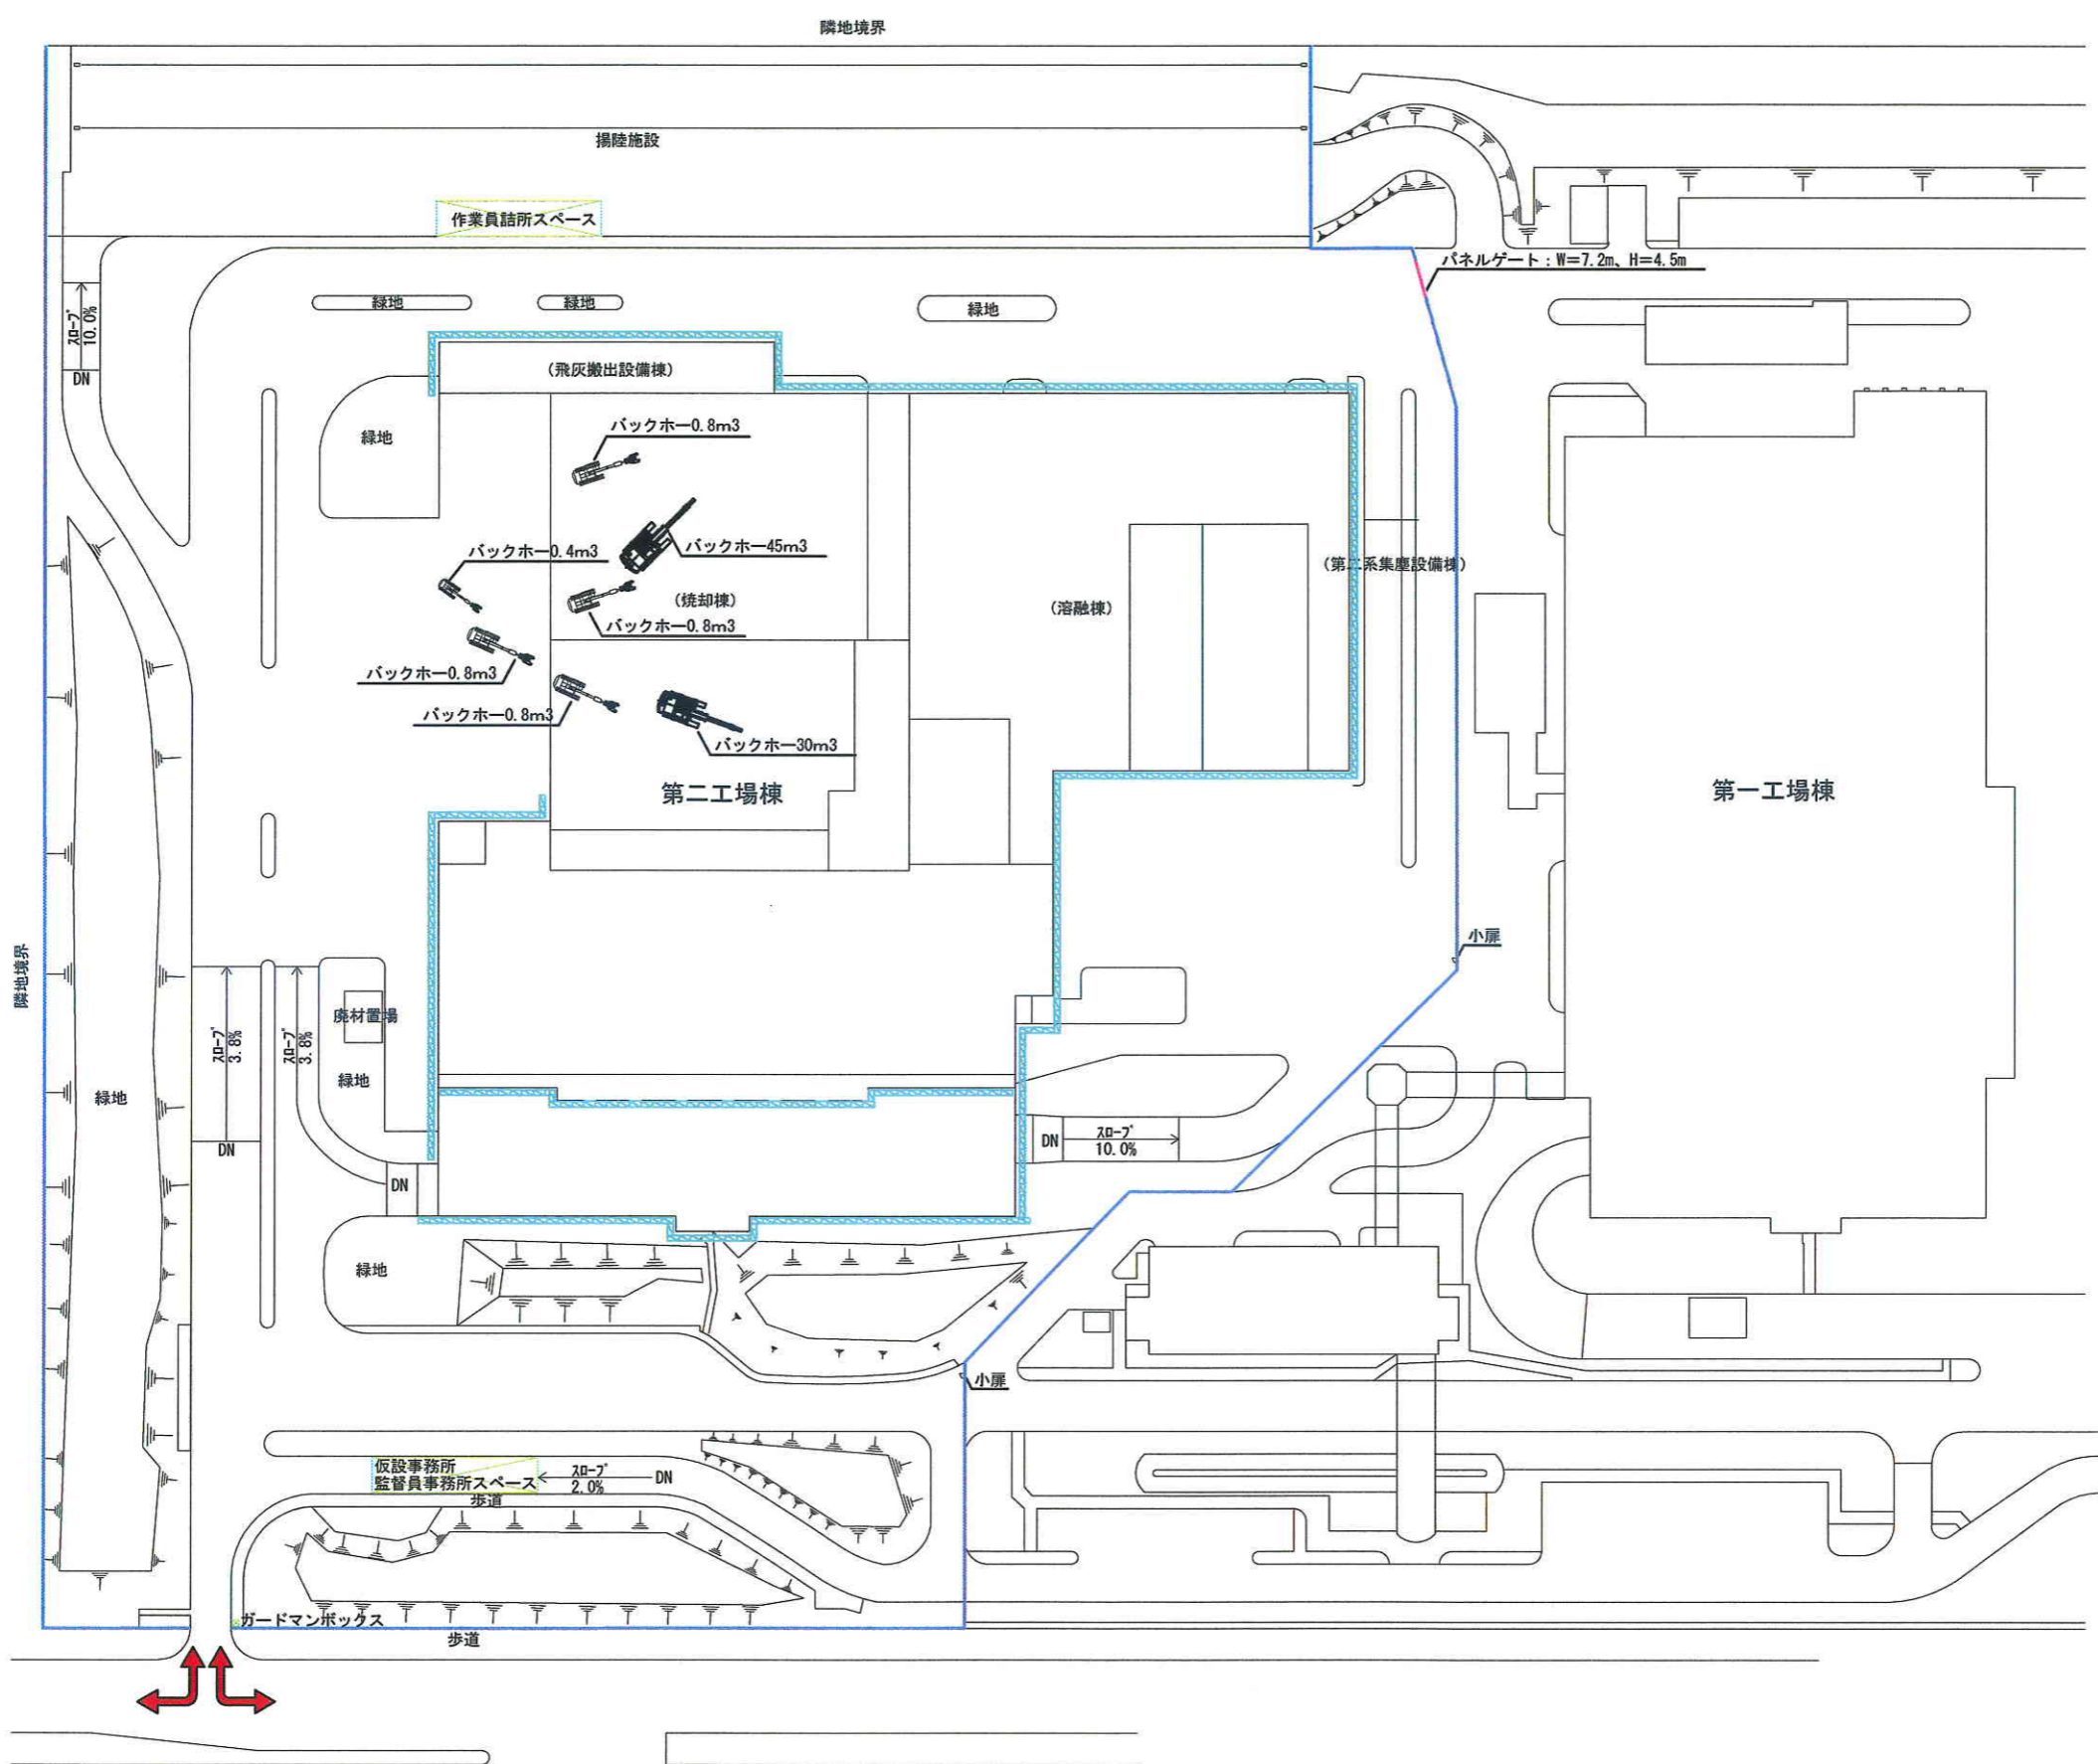 隣地境界
揚陸施設
作業員詰所スペース
パネルゲート：W=7.2m、H=4.5m
緑地
緑地
緑地
ｽﾛｰﾌﾟ
10.0%
DN
(飛灰搬出設備棟)
緑地
バックホー0.8m3
バックホー45m3
バックホー0.4m3
(第二系集塵設備棟)
(焼却棟)
(溶融棟)
バックホー0.8m3
バックホー0.8m3
バックホー0.8m3
バックホー30m3
第二工場棟
第一工場棟
小扉
隣地境界
廃材置場
ｽﾛｰﾌﾟ
3.8%
ｽﾛｰﾌﾟ
3.8%
緑地
緑地
DN
DN
ｽﾛｰﾌﾟ
10.0%
DN
緑地
小扉
仮設事務所
監督員事務所スペース
ｽﾛｰﾌﾟ
2.0%
DN
歩道
ガードマンボックス
歩道